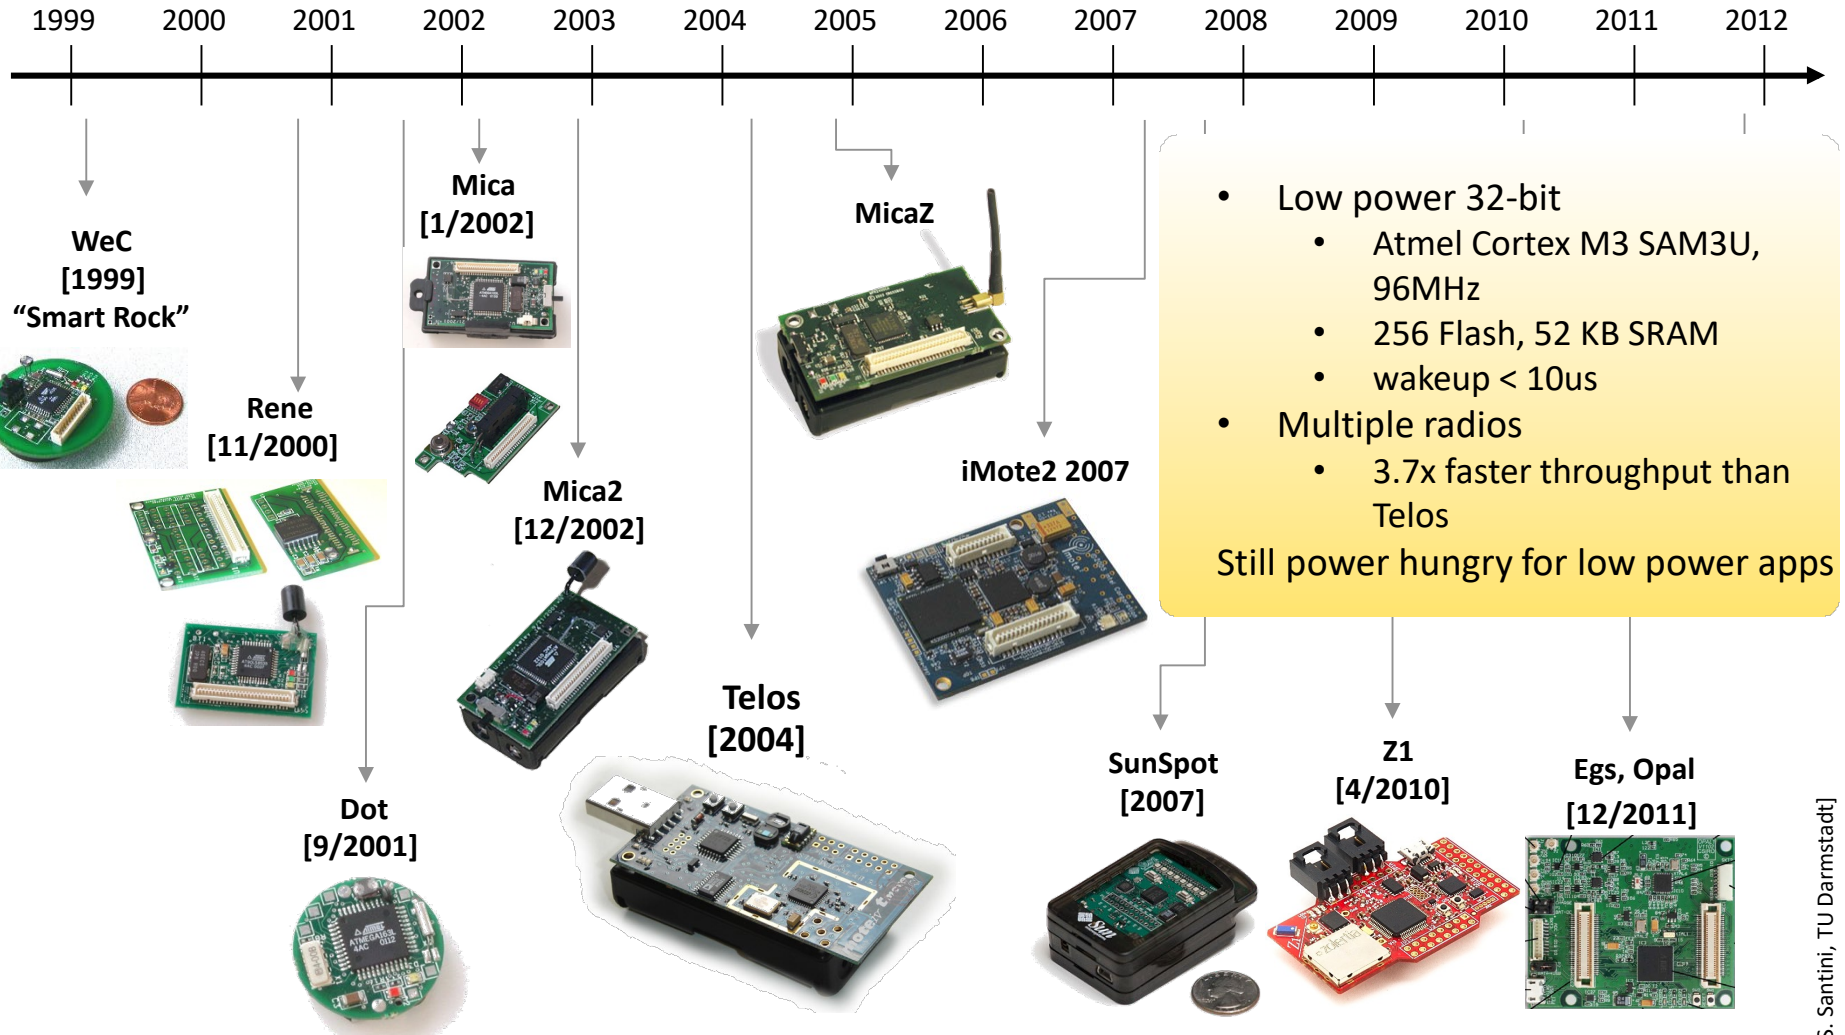 1999 2000 2001 2002 2003 2004 2005 2006 2007 2008 2009 2010 2011 2012
WeC
[1999]
“Smart Rock”
Rene
[11/2000]
Dot
[9/2001]
ATMEGA163L
Mica
[1/2002]
Mica2
[12/2002]
Telos
[2004]
MicaZ
iMote2 2007
• Low power 32-bit
• Atmel Cortex M3 SAM3U,
96MHz
• 256 Flash, 52 KB SRAM
• wakeup < 10us
• Multiple radios
• 3.7x faster throughput than
Telos
Still power hungry for low power apps
SunSpot
[2007]
Sun
Z1
[4/2010]
Egs, Opal
[12/2011]
S. Santini, TU Darmstadt]